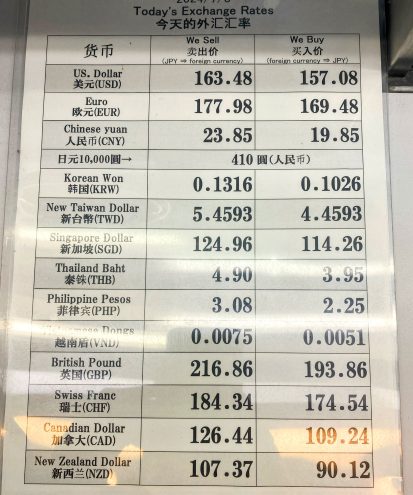 Today's Exchange Rates
今天的外汇汇率
货币 We Sell 卖出价 (JPY ⇒ foreign currency) We Buy 买入价 (foreign currency ⇒ JPY)
US. Dollar
美元(USD) 163.48 157.08
Euro
欧元(EUR) 177.98 169.48
Chinese yuan
人民币(CNY) 23.85 19.85
日元10,000圆→ 410 圆(人民币)
Korean Won
韩国(KRW) 0.1316 0.1026
New Taiwan Dollar
新台幣(TWD) 5.4593 4.4593
Singapore Dollar
新加坡(SGD) 124.96 114.26
Thailand Baht
泰铢(THB) 4.90 3.95
Philippine Pesos
菲律宾(PHP) 3.08 2.25
Vietnamese Dongs
越南盾(VND) 0.0075 0.0051
British Pound
英国(GBP) 216.86 193.86
Swiss Franc
瑞士(CHF) 184.34 174.54
Canadian Dollar
加拿大(CAD) 126.44 109.24
New Zealand Dollar
新西兰(NZD) 107.37 90.12